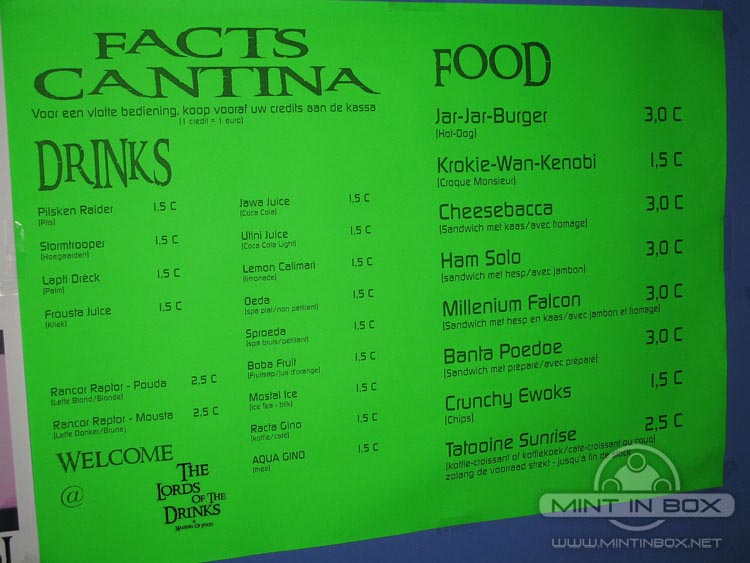 FACTS
CANTINA
Voor een vlotte bediening, koop vooraf uw credits aan de kassa
(1 credit = 1 euro)
DRINKS
Pilsken Raider 1,5 C
(Pils)
Stormtrooper 1,5 C
(Hoegaarden)
Lapti Drèck 1,5 C
(Palm)
Frousta Juice 1,5 C
(Kriek)
Rancor Raptor - Pouda 2,5 C
(Leffe Blond/Blonde)
Rancor Raptor - Mousta 2,5 C
(Leffe Donker/Brune)
Jawa Juice 1,5 C
(Coca Cola)
Utini Juice 1,5 C
(Coca Cola Light)
Lemon Calimari 1,5 C
(limonade)
Oeda 1,5 C
(spa plat/non petillant)
Sproeda 1,5 C
(spa bruis/petillant)
Boba Fruit 1,5 C
(Fruitsap/jus d'orange)
Mostal Ice 1,5 C
(Ice Tea - blik)
Racta Gino 1,5 C
(koffie/café)
AQUA GINO 1,5 C
(thee)
WELCOME
@
THE
LORDS
OF THE
DRINKS
& MASTERS OF FOOD
FOOD
Jar-Jar-Burger 3,0 C
(Hot-Dog)
Krokie-Wan-Kenobi 1,5 C
(Croque Monsieur)
Cheesebacca 3,0 C
(Sandwich met kaas/avec fromage)
Ham Solo 3,0 C
(sandwich met hesp/avec jambon)
Millenium Falcon 3,0 C
(Sandwich met hesp en kaas/avec jambon et fromage)
Banta Poedoe 3,0 C
(Sandwich met prepare/avec prepare)
Crunchy Ewoks 1,5 C
(Chips)
Tatooine Sunrise 2,5 C
(koffie-croissant of koffiekoek/café-croissant ou couq)
zolang de voorraad strekt - jusqu'à fin de stock
MINT IN BOX
WWW.MINTINBOX.NET